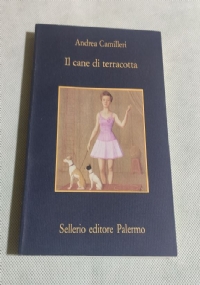 Andrea Camilleri
Il cane di terracotta
Sellerio editore Palermo